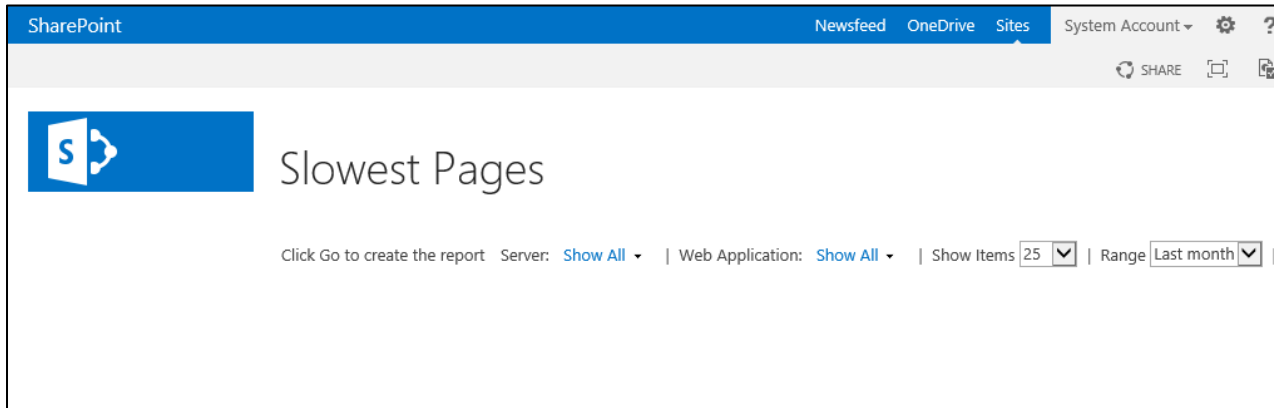 SharePoint Newsfeed OneDrive Sites System Account ?
SHARE
S
Slowest Pages
Click Go to create the report Server: Show All | Web Application: Show All | Show Items 25 | Range Last month |